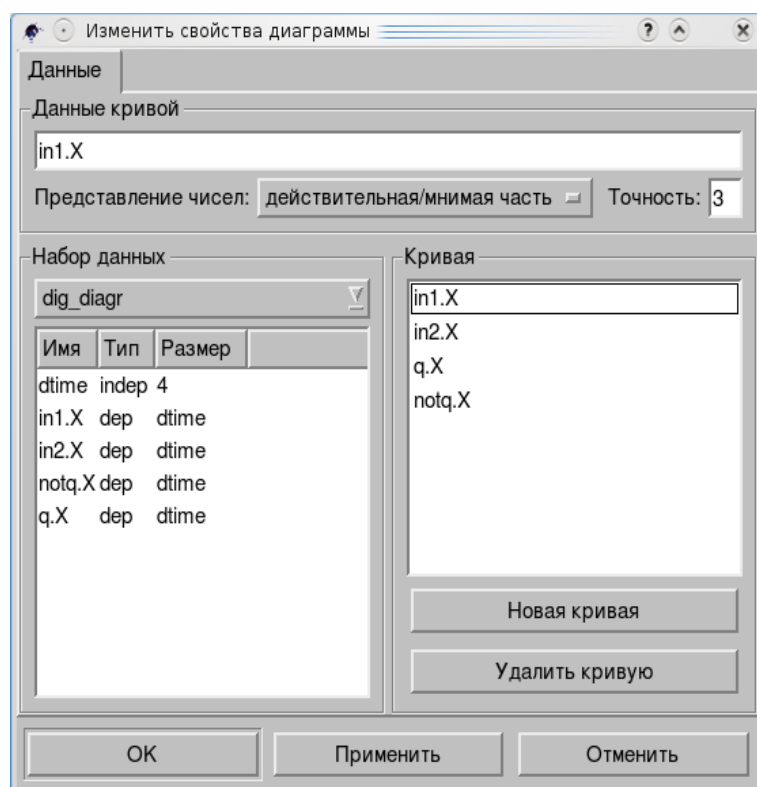 Изменить свойства диаграммы
Данные
Данные кривой
in1.X
Представление чисел: действительная/мнимая часть Точность: 3
Набор данных
dig_diagr
Имя Тип Размер
dtime indep 4
in1.X dep dtime
in2.X dep dtime
notq.X dep dtime
q.X dep dtime
Кривая
in1.X
in2.X
q.X
notq.X
Новая кривая
Удалить кривую
OK Применить Отменить